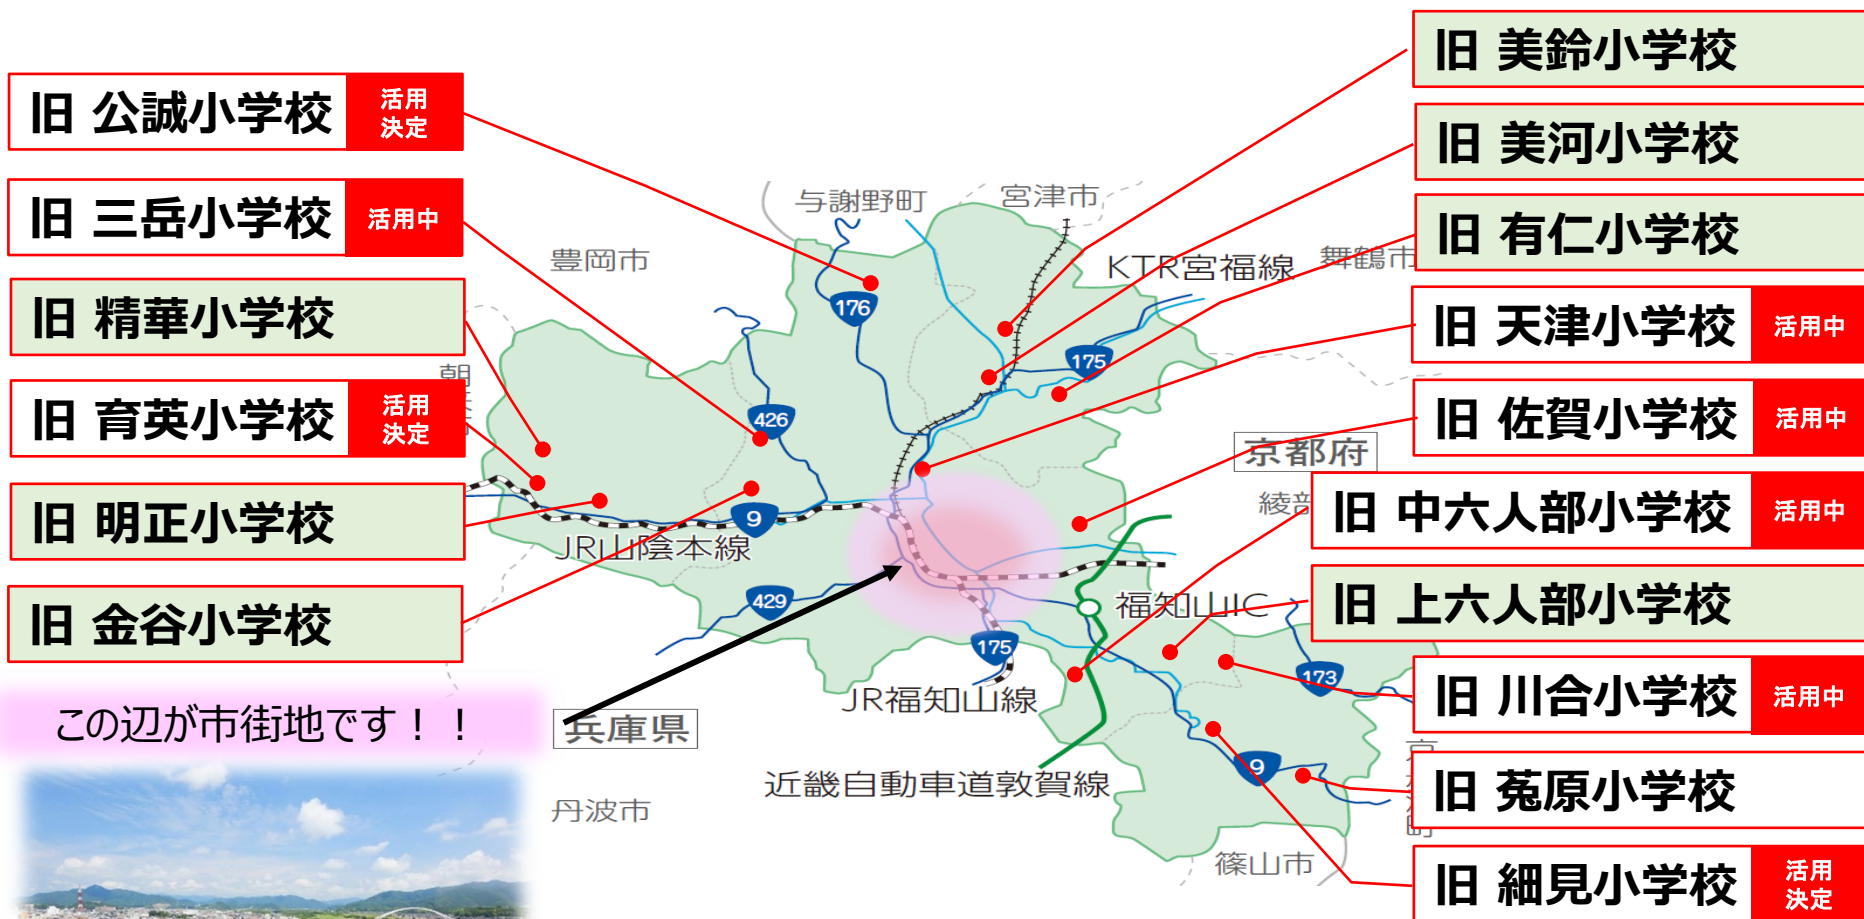 旧 公誠小学校
活用
決定
旧 三岳小学校
活用中
旧 精華小学校
旧 育英小学校
活用
決定
旧 明正小学校
旧 金谷小学校
この辺が市街地です！！
旧 美鈴小学校
旧 美河小学校
旧 有仁小学校
旧 天津小学校
活用中
旧 佐賀小学校
活用中
旧 中六人部小学校
活用中
旧 上六人部小学校
旧 川合小学校
活用中
旧 菟原小学校
旧 細見小学校
活用
決定
与謝野町
宮津市
豊岡市
KTR宮福線
舞鶴市
176
175
朝
426
京都府
綾部
9
JR山陰本線
429
福知山IC
175
173
JR福知山線
兵庫県
近畿自動車道敦賀線
9
丹波市
篠山市